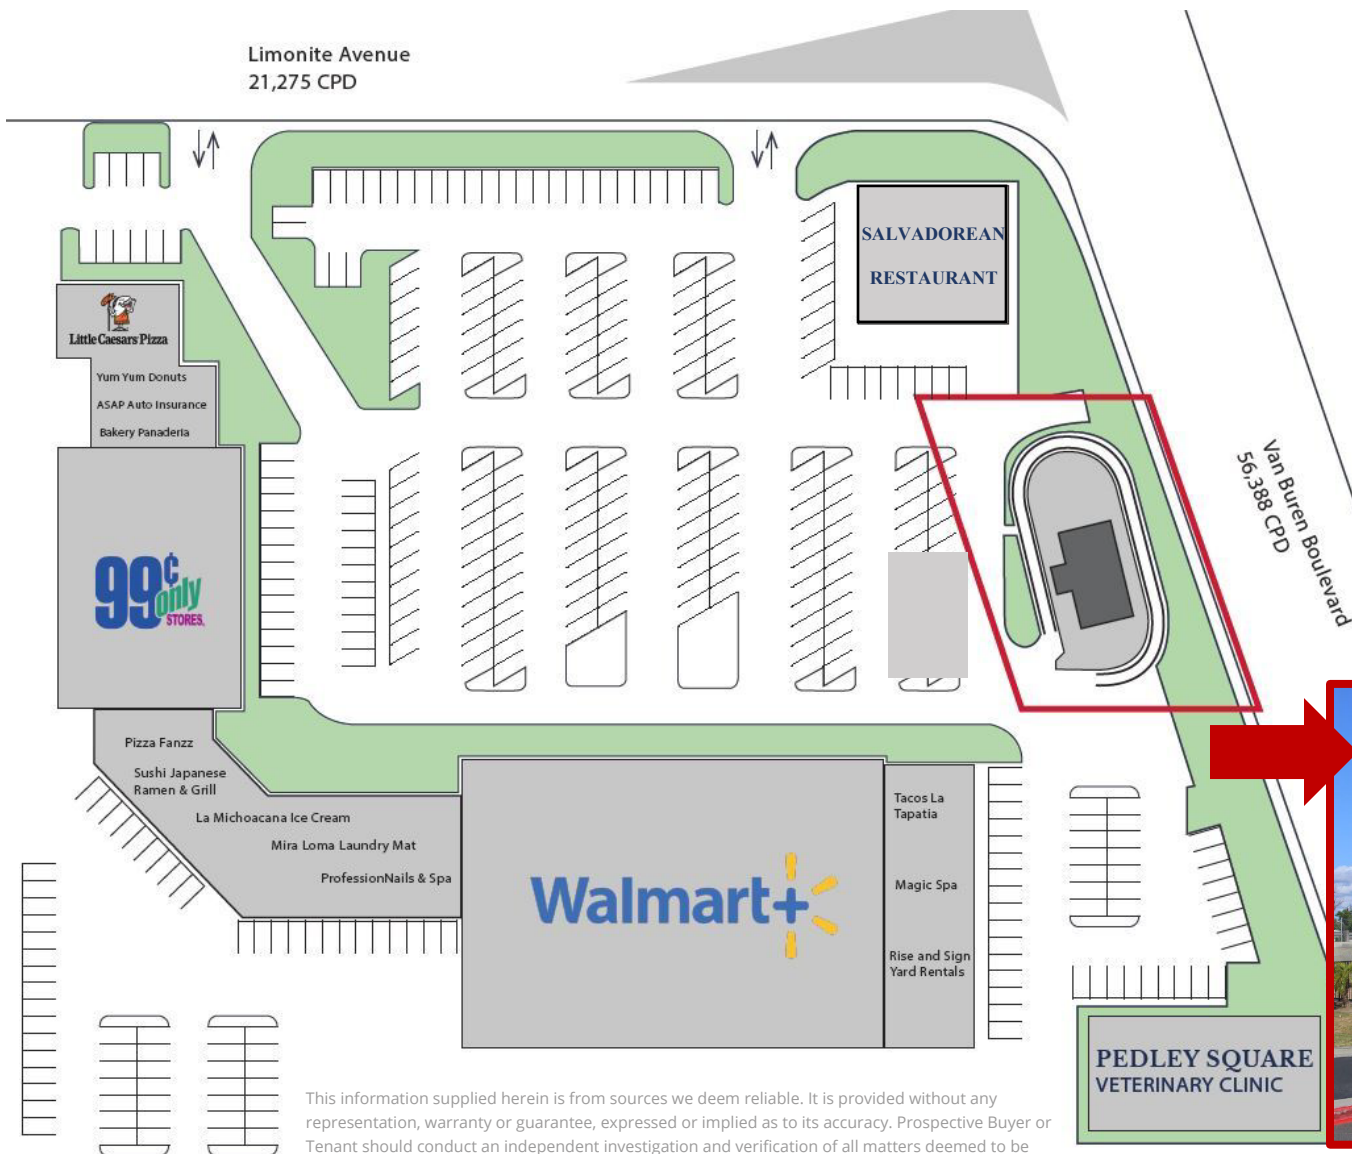 Limonite Avenue
21,275 CPD
SALVADOREAN
RESTAURANT
Little Caesars Pizza
Yum Yum Donuts
ASAP Auto Insurance
Bakery Panaderia
Van Buren Boulevard
56,388 CPD
99¢
only
STORES.
Pizza Fanzz
Sushi Japanese
Ramen & Grill
La Michoacana Ice Cream
Mira Loma Laundry Mat
ProfessionNails & Spa
Walmart+
Tacos La
Tapatia
Magic Spa
Rise and Sign
Yard Rentals
PEDLEY SQUARE
VETERINARY CLINIC
This information supplied herein is from sources we deem reliable. It is provided without any
representation, warranty or guarantee, expressed or implied as to its accuracy. Prospective Buyer or
Tenant should conduct an independent investigation and verification of all matters deemed to be